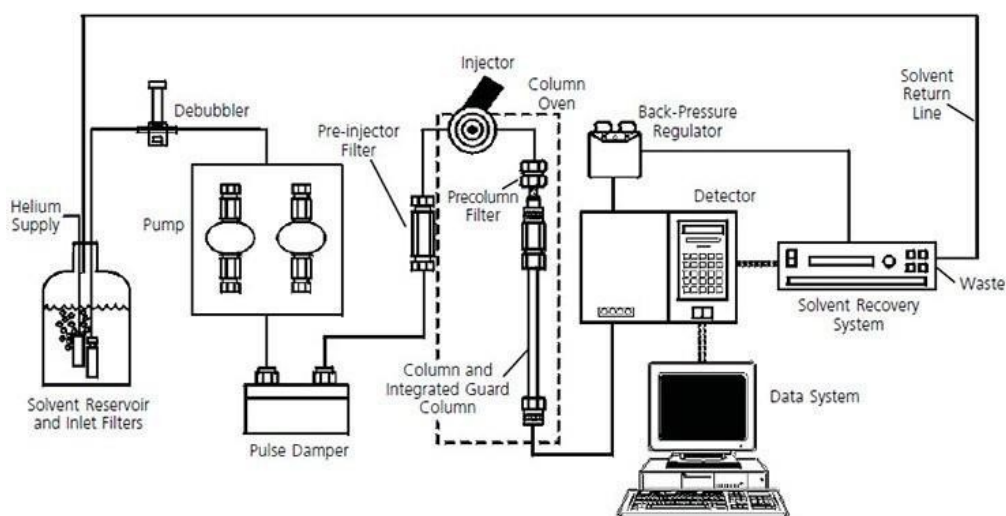 Injector
Column
Oven
Debubbler
Pre-injector
Filter
Back-Pressure
Regulator
Solvent
Return
Line
Helium
Supply
Pump
Precolumn
Filter
Detector
Waste
Solvent Recovery
System
Column and
Integrated Guard
Column
Data System
Solvent Reservoir
and Inlet Filters
Pulse Damper